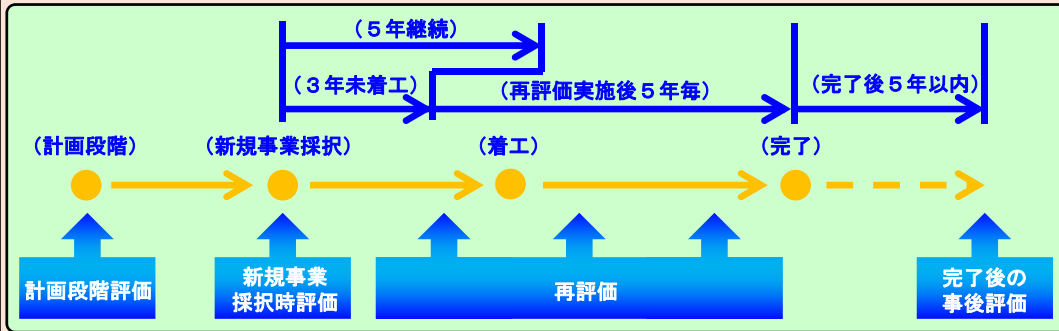 （５年継続）
（３年未着工）
（再評価実施後５年毎）
（完了後５年以内）
（計画段階）
（新規事業採択）
（着工）
（完了）
計画段階評価
新規事業
採択時評価
再評価
完了後の
事後評価